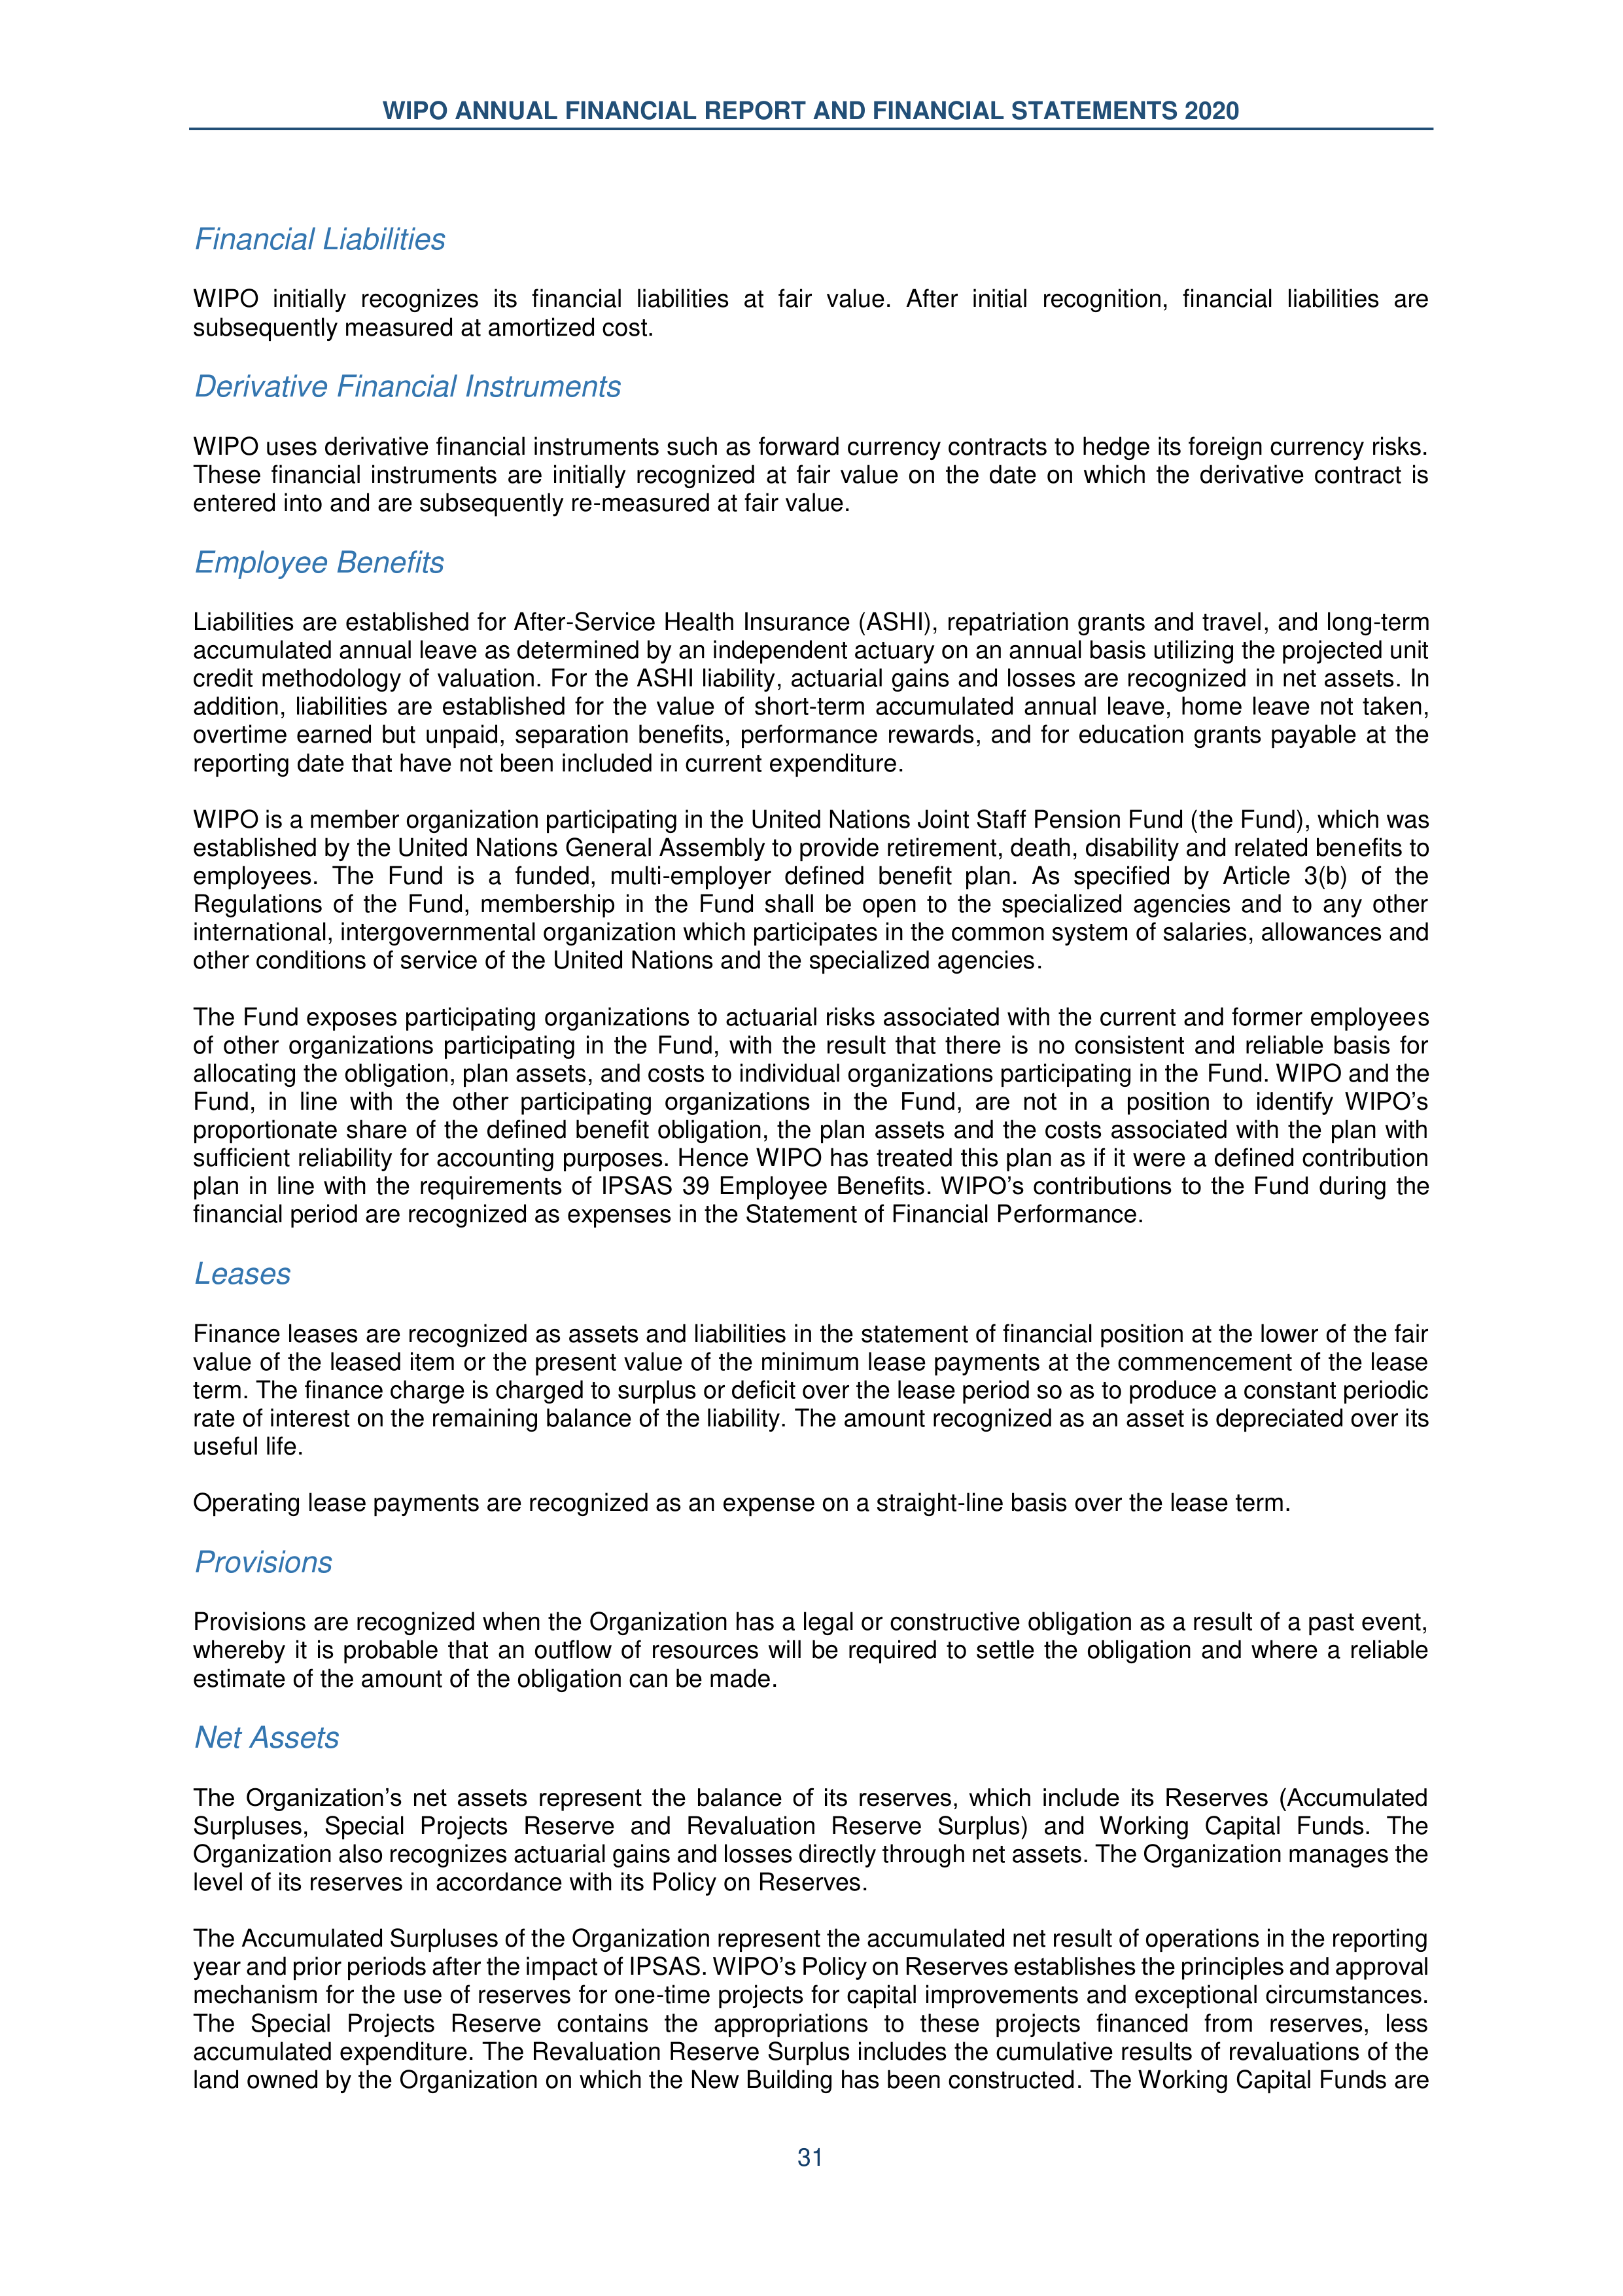 WIPO ANNUAL FINANCIAL REPORT AND FINANCIAL STATEMENTS 2020
Financial Liabilities
WIPO initially recognizes its financial liabilities at fair value. After initial recognition, financial liabilities are
subsequently measured at amortized cost.
Derivative Financial Instruments
WIPO uses derivative financial instruments such as forward currency contracts to hedge its foreign currency risks.
These financial instruments are initially recognized at fair value on the date on which the derivative contract is
entered into and are subsequently re-measured at fair value.
Employee Benefits
Liabilities are established for After-Service Health Insurance (ASHI), repatriation grants and travel, and long-term
accumulated annual leave as determined by an independent actuary on an annual basis utilizing the projected unit
credit methodology of valuation. For the ASHI liability, actuarial gains and losses are recognized in net assets. In
addition, liabilities are established for the value of short-term accumulated annual leave, home leave not taken,
overtime earned but unpaid, separation benefits, performance rewards, and for education grants payable at the
reporting date that have not been included in current expenditure.
WIPO is a member organization participating in the United Nations Joint Staff Pension Fund (the Fund), which was
established by the United Nations General Assembly to provide retirement, death, disability and related benefits to
employees. The Fund is a funded, multi-employer defined benefit plan. As specified by Article 3(b) of the
Regulations of the Fund, membership in the Fund shall be open to the specialized agencies and to any other
international, intergovernmental organization which participates in the common system of salaries, allowances and
other conditions of service of the United Nations and the specialized agencies.
The Fund exposes participating organizations to actuarial risks associated with the current and former employees
of other organizations participating in the Fund, with the result that there is no consistent and reliable basis for
allocating the obligation, plan assets, and costs to individual organizations participating in the Fund. WIPO and the
Fund, in line with the other participating organizations in the Fund, are not in a position to identify WIPO’s
proportionate share of the defined benefit obligation, the plan assets and the costs associated with the plan with
sufficient reliability for accounting purposes. Hence WIPO has treated this plan as if it were a defined contribution
plan in line with the requirements of IPSAS 39 Employee Benefits. WIPO’s contributions to the Fund during the
financial period are recognized as expenses in the Statement of Financial Performance.
Leases
Finance leases are recognized as assets and liabilities in the statement of financial position at the lower of the fair
value of the leased item or the present value of the minimum lease payments at the commencement of the lease
term. The finance charge is charged to surplus or deficit over the lease period so as to produce a constant periodic
rate of interest on the remaining balance of the liability. The amount recognized as an asset is depreciated over its
useful life.
Operating lease payments are recognized as an expense on a straight-line basis over the lease term.
Provisions
Provisions are recognized when the Organization has a legal or constructive obligation as a result of a past event,
whereby it is probable that an outflow of resources will be required to settle the obligation and where a reliable
estimate of the amount of the obligation can be made.
Net Assets
The Organization’s net assets represent the balance of its reserves, which include its Reserves (Accumulated
Surpluses, Special Projects Reserve and Revaluation Reserve Surplus) and Working Capital Funds. The
Organization also recognizes actuarial gains and losses directly through net assets. The Organization manages the
level of its reserves in accordance with its Policy on Reserves.
The Accumulated Surpluses of the Organization represent the accumulated net result of operations in the reporting
year and prior periods after the impact of IPSAS. WIPO’s Policy on Reserves establishes the principles and approval
mechanism for the use of reserves for one-time projects for capital improvements and exceptional circumstances.
The Special Projects Reserve contains the appropriations to these projects financed from reserves, less
accumulated expenditure. The Revaluation Reserve Surplus includes the cumulative results of revaluations of the
land owned by the Organization on which the New Building has been constructed. The Working Capital Funds are
31